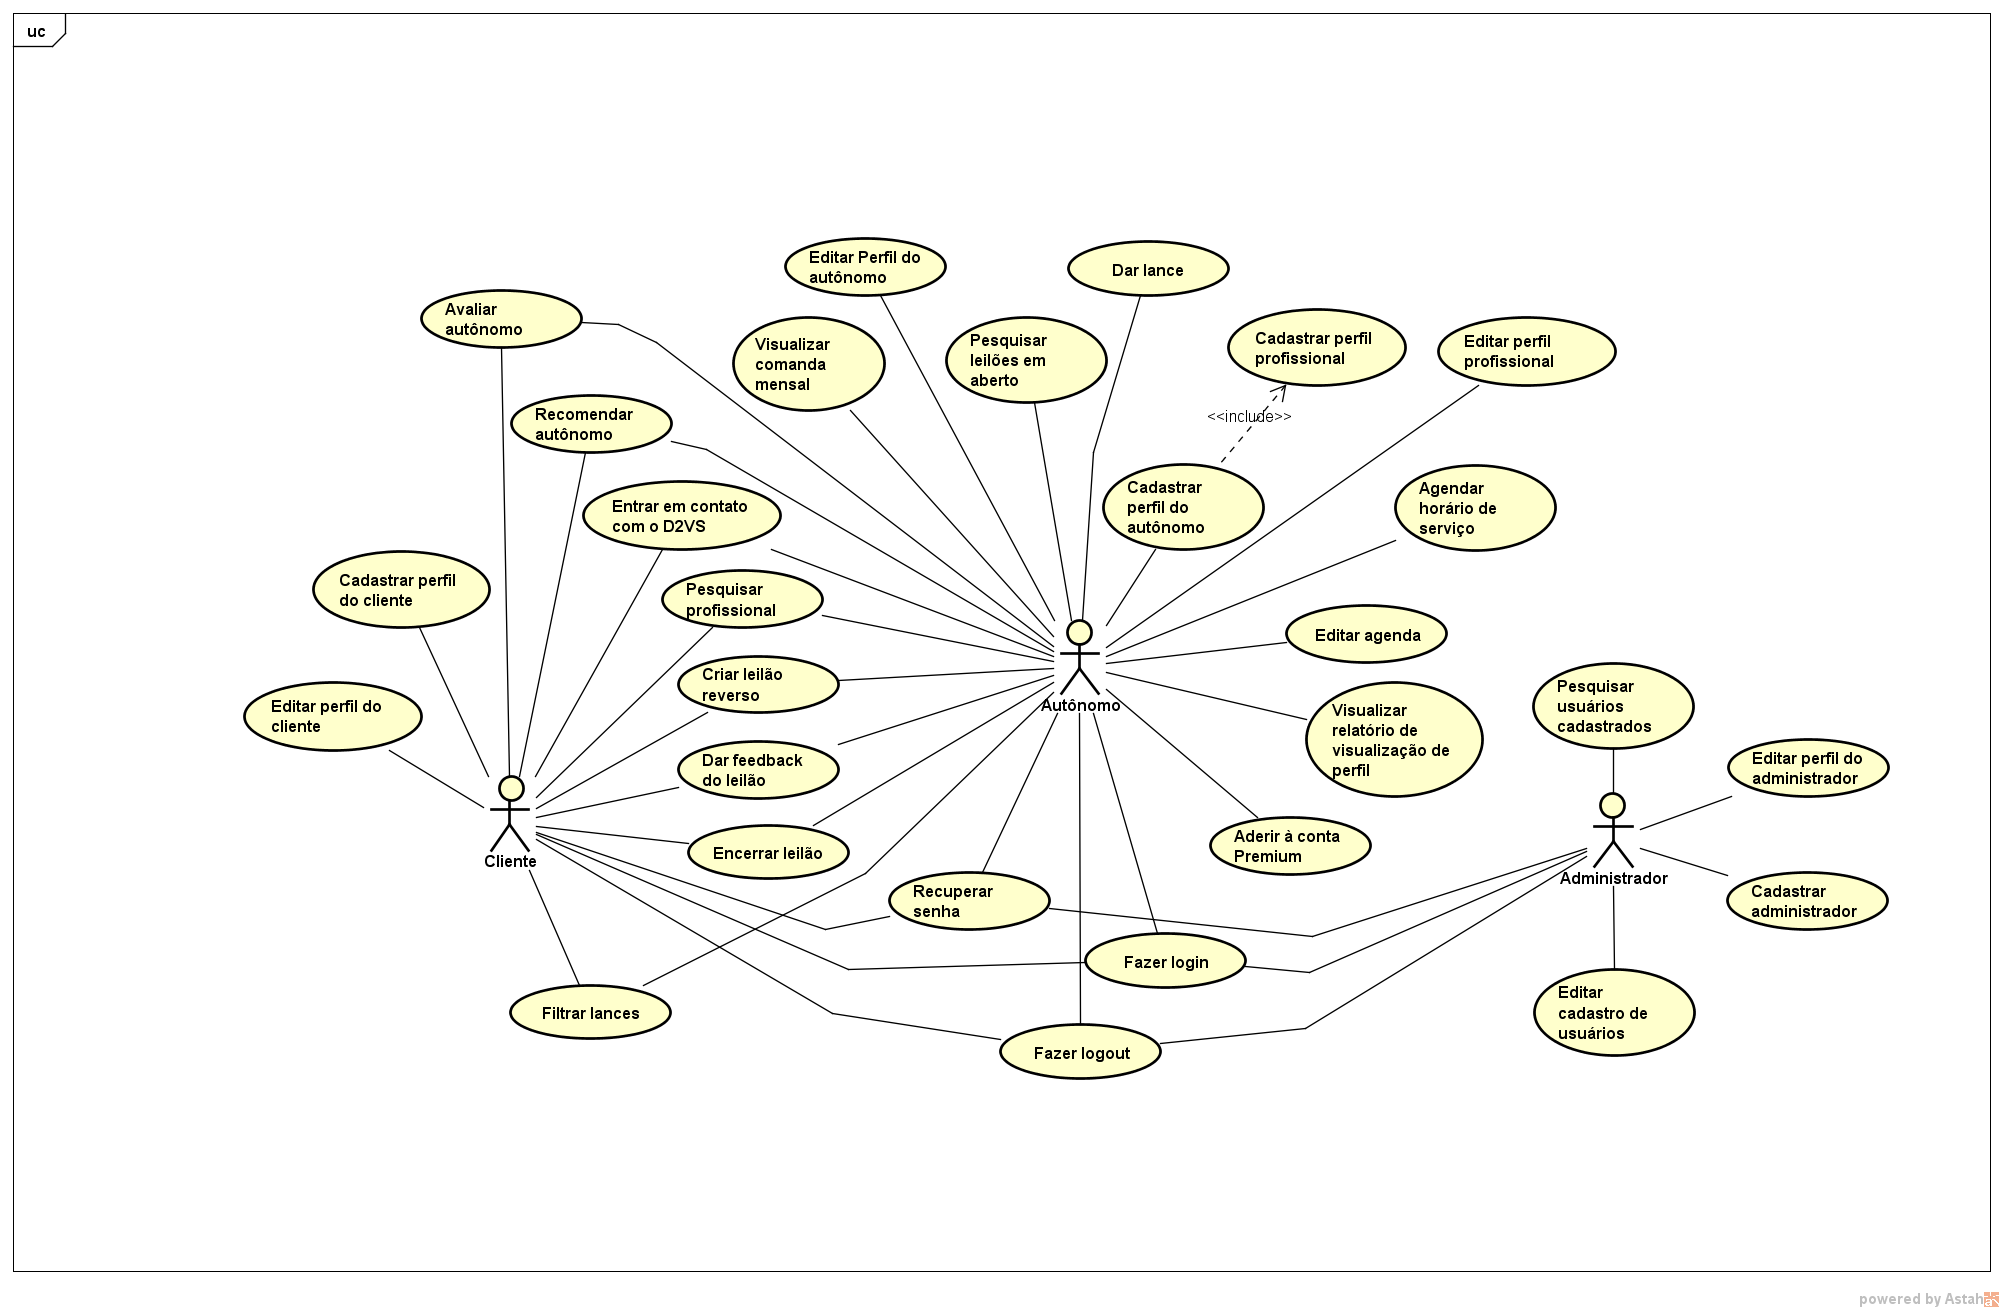 uc
Editar Perfil do
autônomo
Dar lance
Avaliar
autônomo
Visualizar
comanda
mensal
Pesquisar
leilões em
aberto
Cadastrar perfil
profissional
Editar perfil
profissional
Recomendar
autônomo
<<include>>
Entrar em contato
com o D2VS
Cadastrar
perfil do
autônomo
Agendar
horário de
serviço
Cadastrar perfil
do cliente
Pesquisar
profissional
Editar agenda
Editar perfil do
cliente
Criar leilão
reverso
Autônomo
Visualizar
relatório de
visualização de
perfil
Pesquisar
usuários
cadastrados
Dar feedback
do leilão
Editar perfil do
administrador
Cliente
Encerrar leilão
Aderir à conta
Premium
Administrador
Recuperar
senha
Cadastrar
administrador
Fazer login
Filtrar lances
Editar
cadastro de
usuários
Fazer logout
powered by Astah